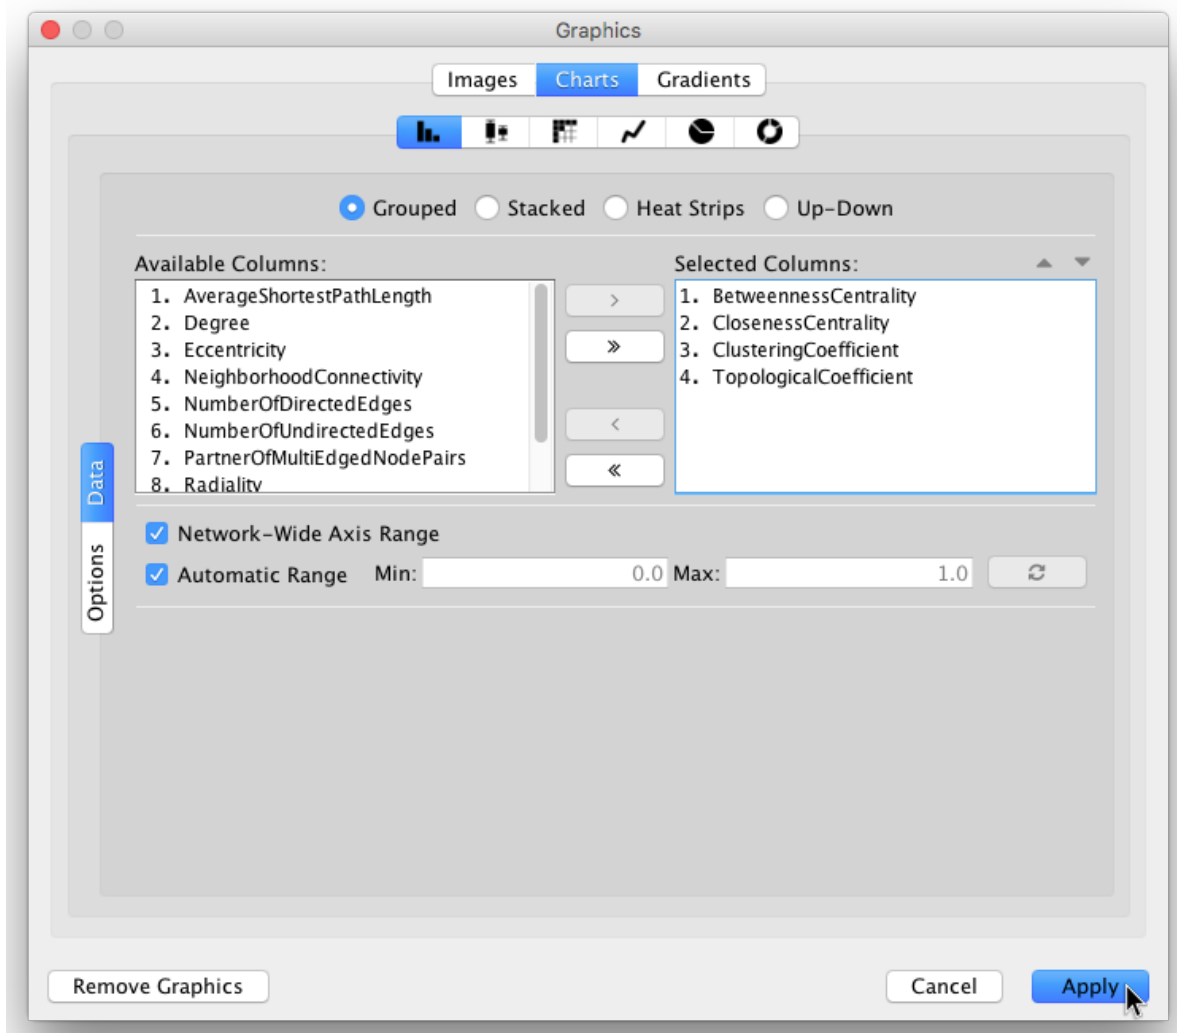 Graphics
Images Charts Gradients
Grouped Stacked Heat Strips Up-Down
Available Columns: Selected Columns:
1. AverageShortestPathLength > 1. BetweennessCentrality
2. Degree 2. ClosenessCentrality
3. Eccentricity » 3. ClusteringCoefficient
4. NeighborhoodConnectivity 4. TopologicalCoefficient
5. NumberOfDirectedEdges
6. NumberOfUndirectedEdges <
7. PartnerOfMultiEdgedNodePairs «
8. Radiality
Data
Options
Network-Wide Axis Range
Automatic Range Min: 0.0 Max: 1.0
Remove Graphics Cancel Apply